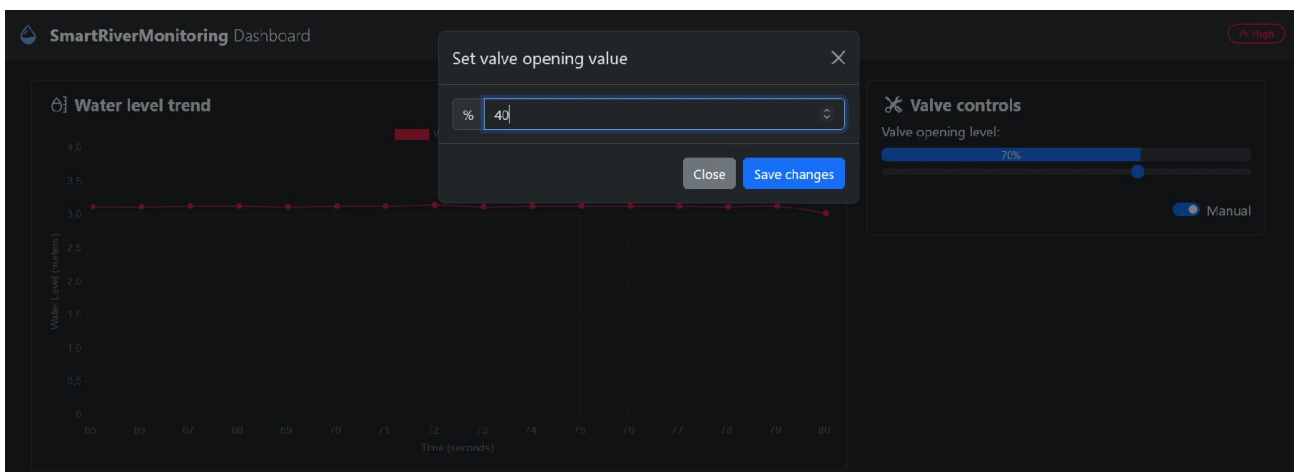 SmartRiverMonitoring Dashboard
High
Set valve opening value
% 40
Close Save changes
Water level trend
4,0
3,5
3,0
2,5
2,0
1,5
1,0
0,5
0
Water Level (meters)
65 66 67 68 69 70 71 72 73 74 75 76 77 78 79 80
Time (seconds)
Valve controls
Valve opening level:
70%
Manual